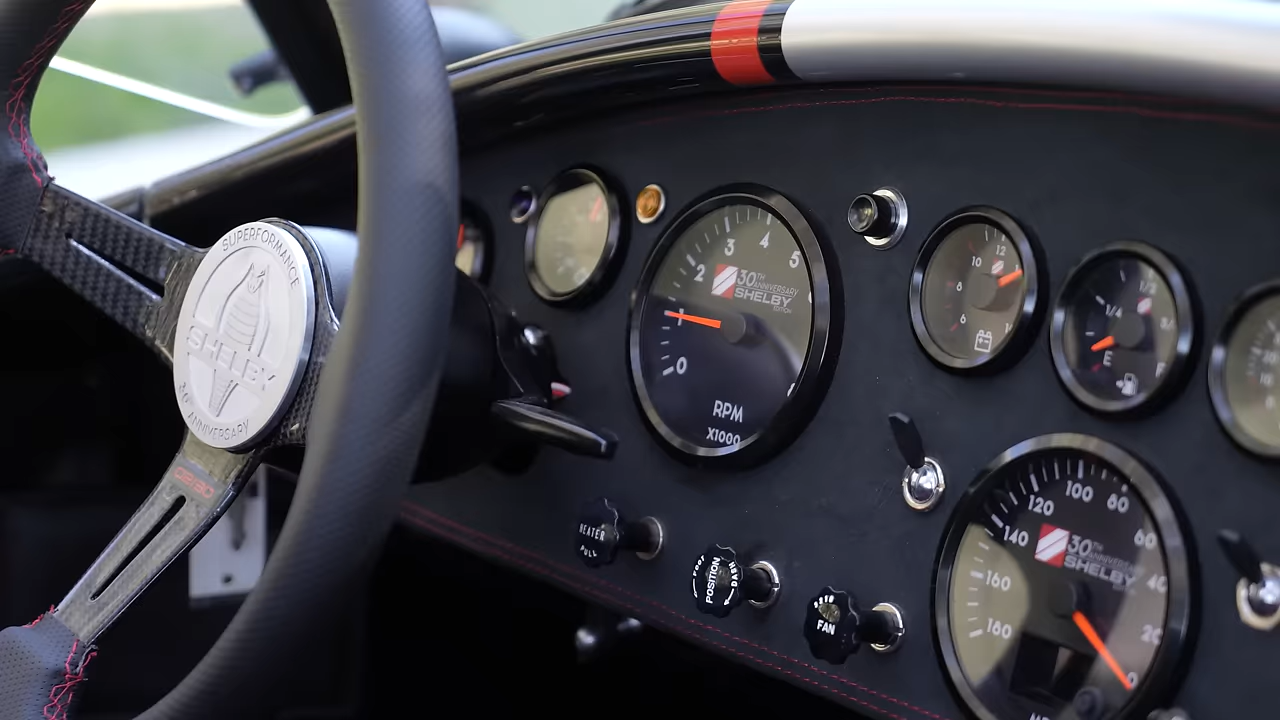 SUPERFORMANCE
SHELBY
30 ANNIVERSARY
0
1
2
3
4
5
30TH
ANNIVERSARY
SHELBY
EDITION
RPM
X1000
6
8
10
12
E
1/4
1/2
F
HEATER
PULL
POSITION
DASH
FAN
0
20
40
60
80
100
120
140
160
180
30TH
ANNIVERSARY
SHELBY